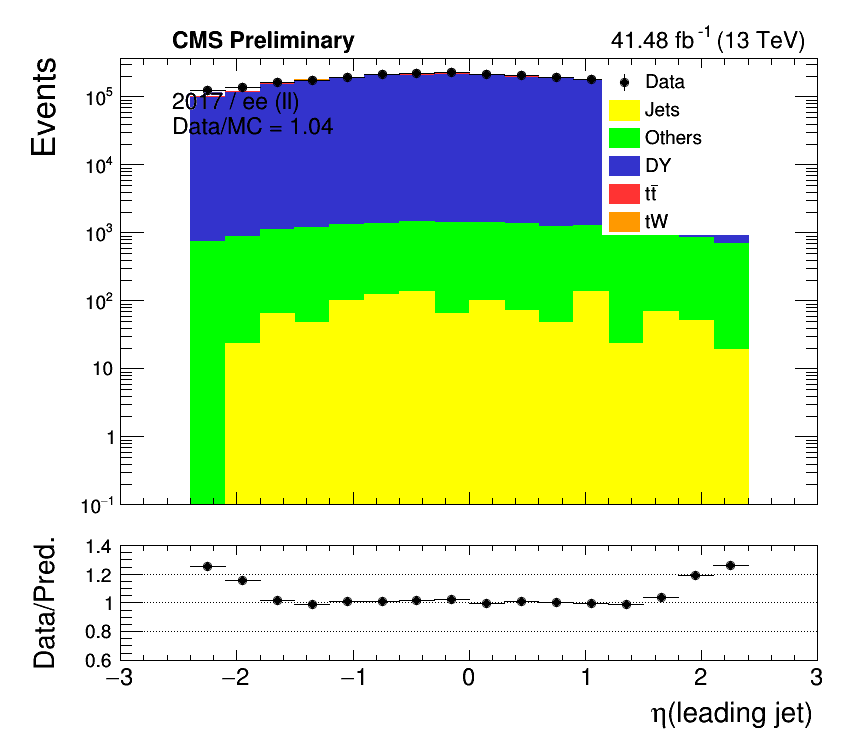 CMS Preliminary
41.48 fb⁻¹ (13 TeV)
Events
2017 / ee (ll)
Data/MC = 1.04
Data
Jets
Others
DY
tt̄
tW
10⁵
10⁴
10³
10²
10
1
10⁻¹
Data/Pred.
1.4
1.2
1
0.8
0.6
−3
−2
−1
0
1
2
3
η(leading jet)